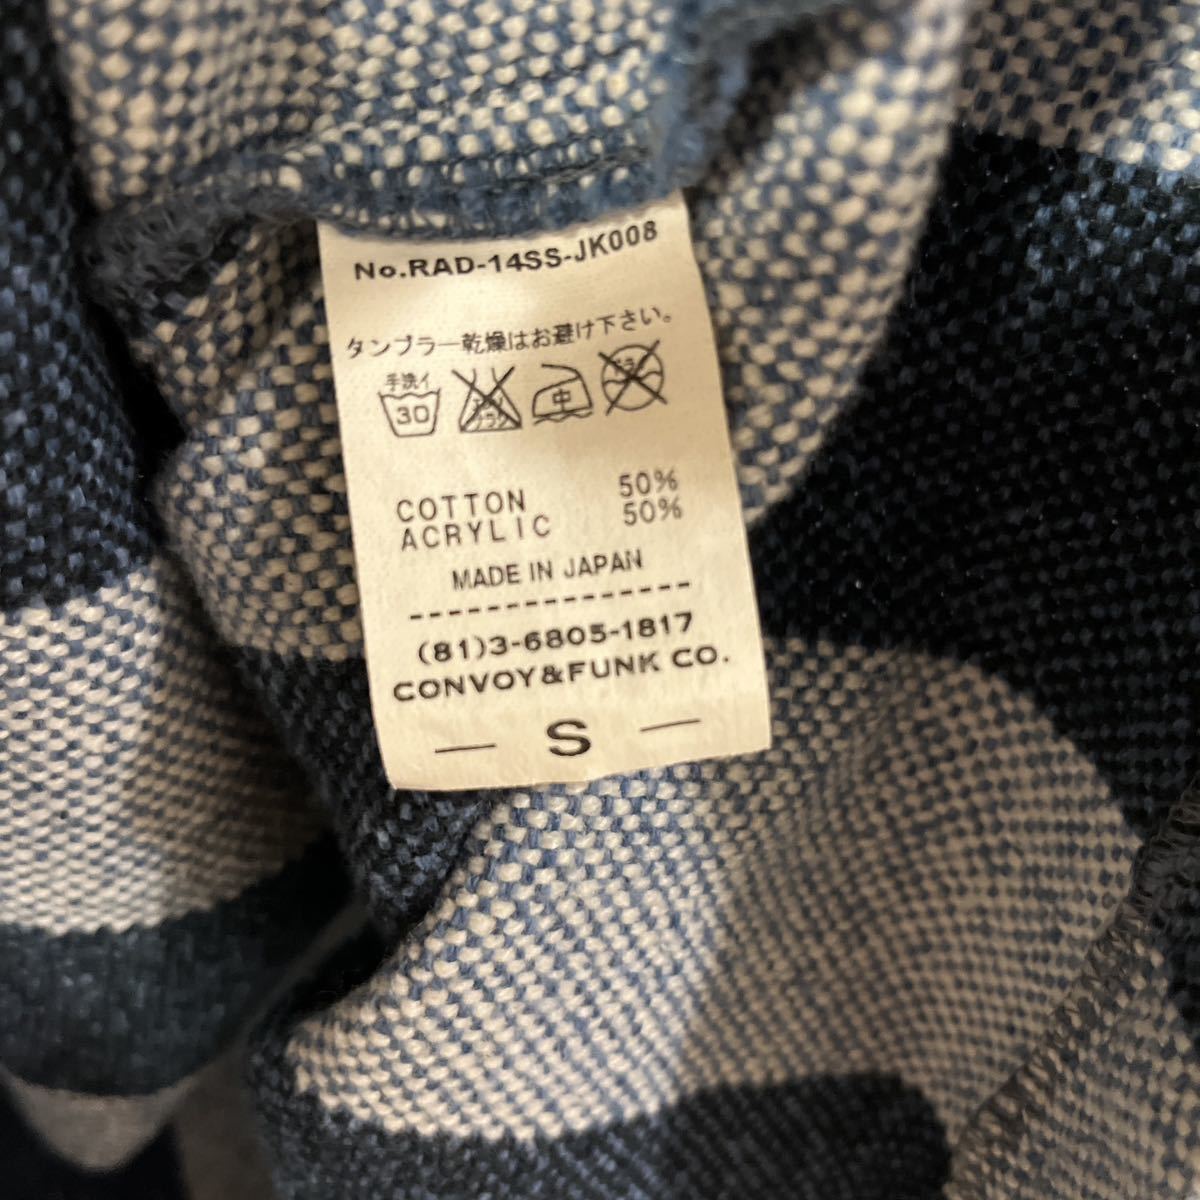 No.RAD-14SS-JK008
タンブラー乾燥はお避け下さい。
手洗イ
30
中
COTTON 50%
ACRYLIC 50%
MADE IN JAPAN
(81)3-6805-1817
CONVOY&FUNK CO.
S